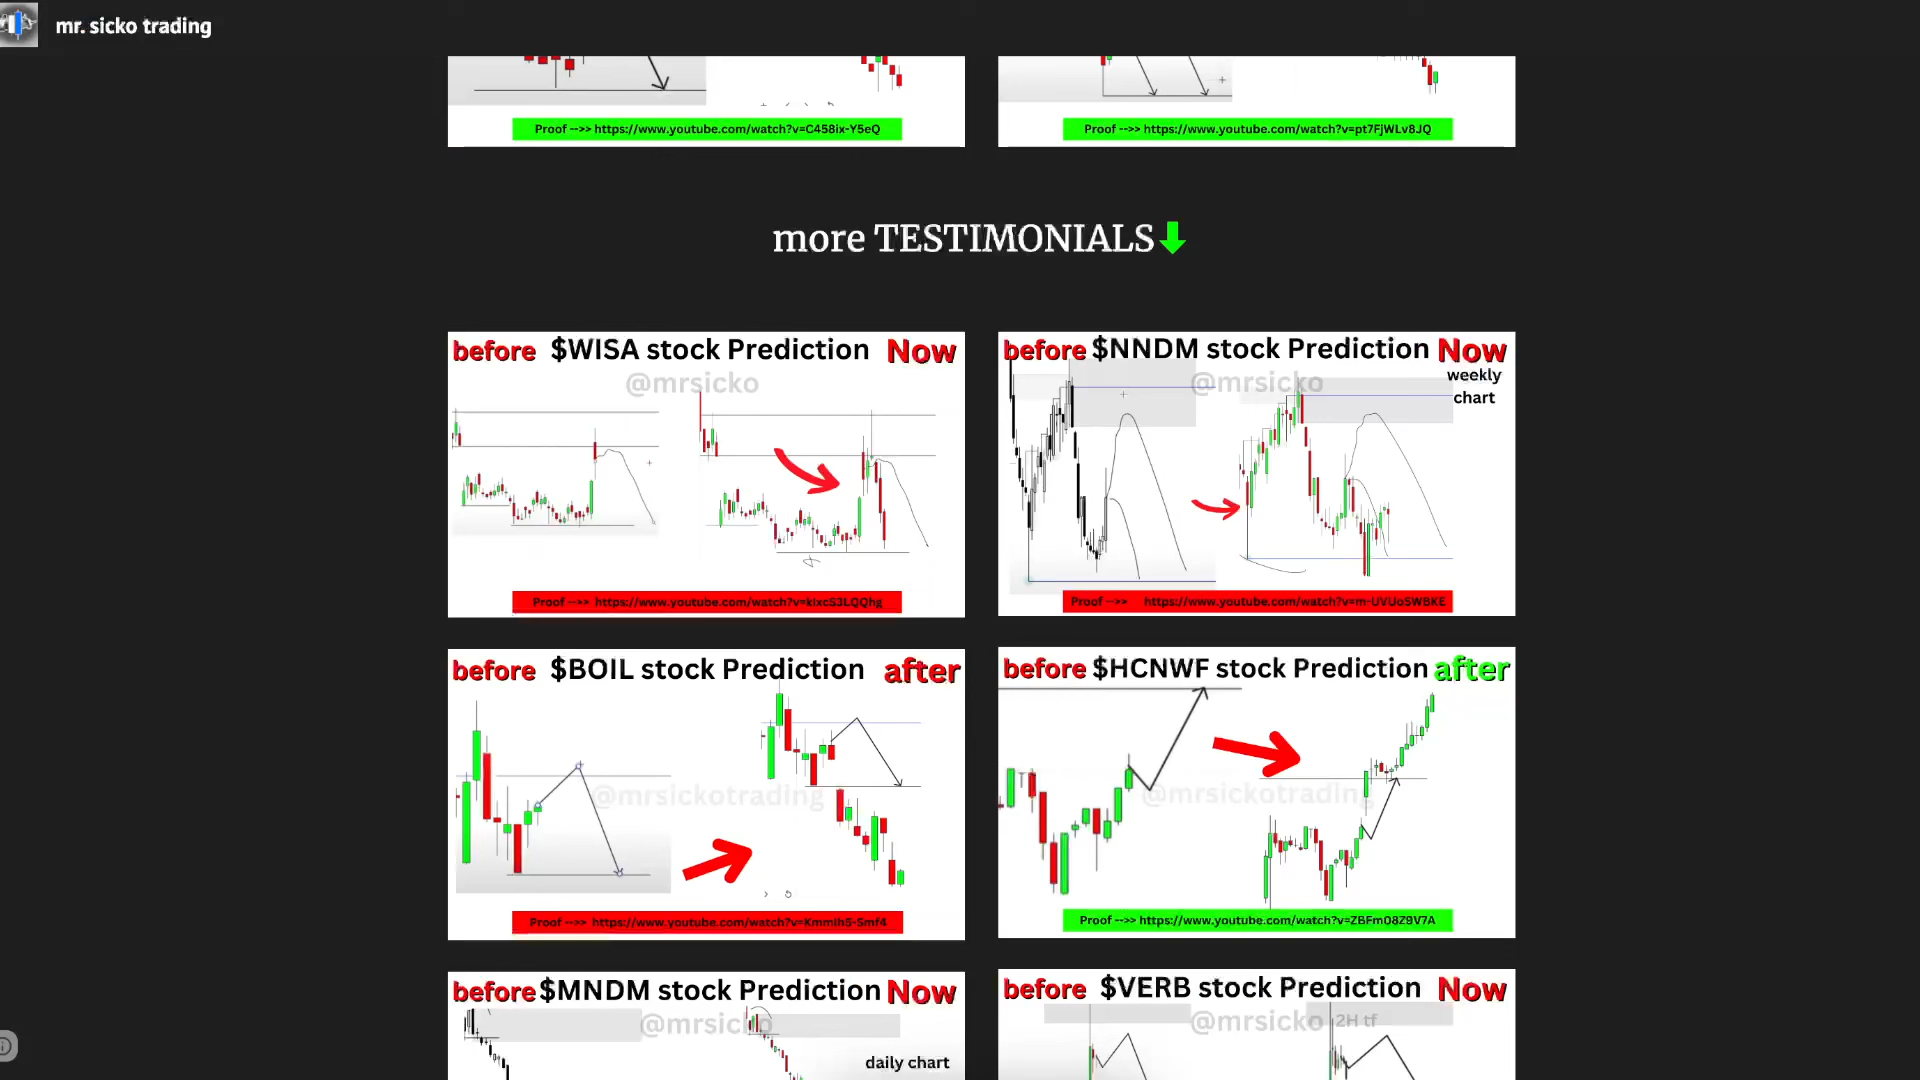 mr. sicko trading
Proof -->> https://www.youtube.com/watch?v=C458ix-Y5eQ
Proof -->> https://www.youtube.com/watch?v=pt7FjWLv8JQ
more TESTIMONIALS
before $WISA stock Prediction Now
@mrsicko
Proof -->> https://www.youtube.com/watch?v=kixcS3LQQhg
before $NNDM stock Prediction Now
@mrsicko
weekly
chart
Proof -->> https://www.youtube.com/watch?v=m-UVUoSWBKE
before $BOIL stock Prediction after
@mrsickotrading
Proof -->> https://www.youtube.com/watch?v=Kmmih5-Smf4
before $HCNWF stock Prediction after
@mrsickotrading
Proof -->> https://www.youtube.com/watch?v=ZBFmO8Z9V7A
before $MNDM stock Prediction Now
@mrsicko
daily chart
before $VERB stock Prediction Now
@mrsicko 2H tf